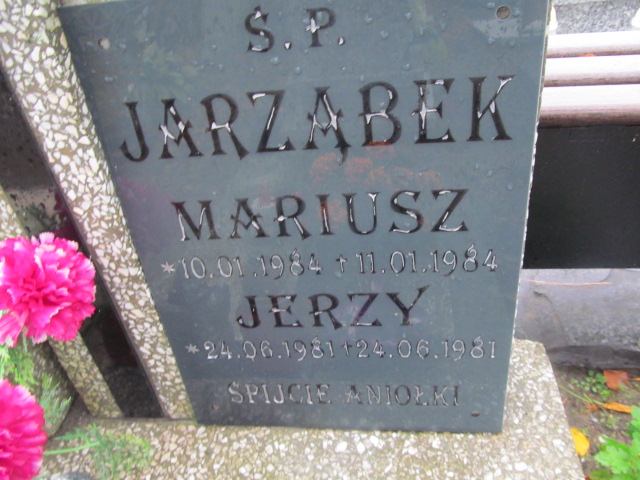 Ś.P.
JARZĄBEK
MARIUSZ
*10.01.1984 †11.01.1984
JERZY
*24.06.1981†24.06.1981
ŚPIJCIE ANIOŁKI